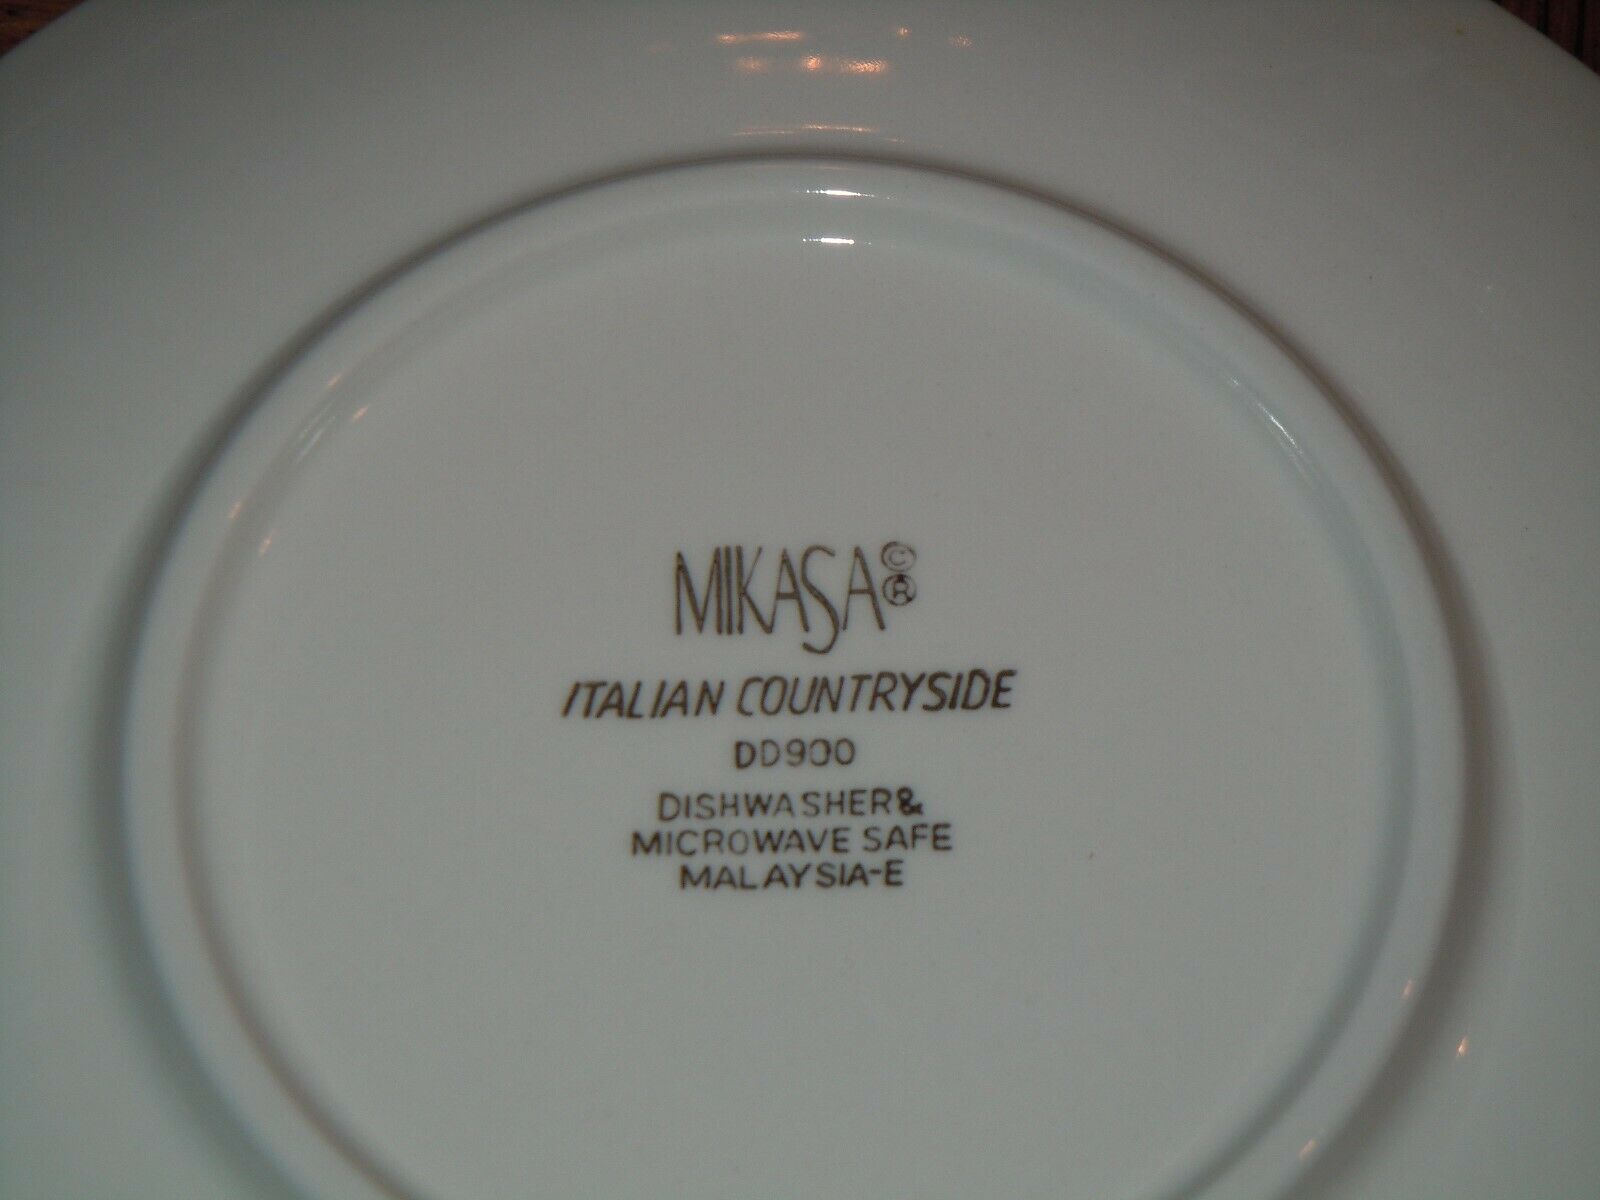 MIKASA©®
ITALIAN COUNTRYSIDE
DD900
DISHWASHER&
MICROWAVE SAFE
MALAYSIA-E